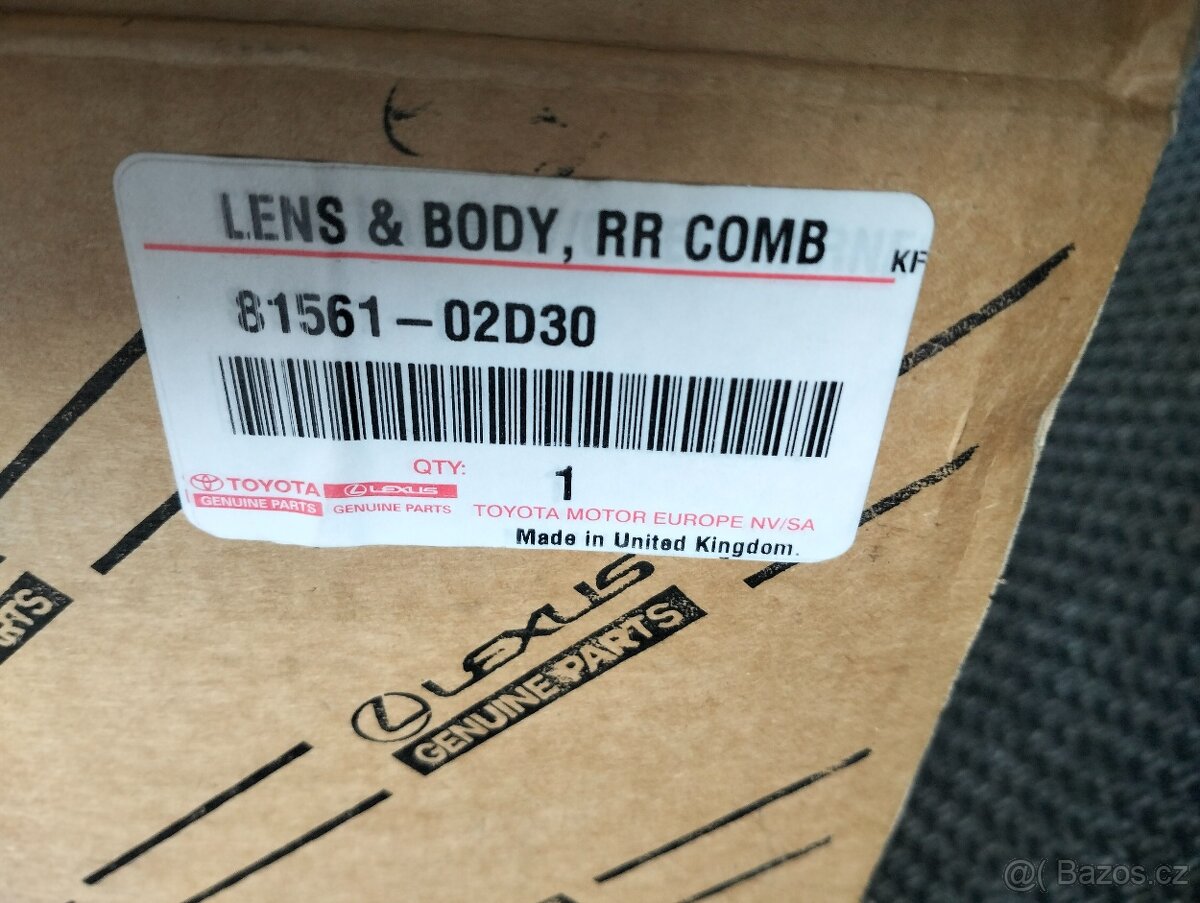 LENS & BODY, RR COMB
KF
81561-02D30
QTY: 1
TOYOTA LEXUS
GENUINE PARTS GENUINE PARTS
TOYOTA MOTOR EUROPE NV/SA
Made in United Kingdom.
LEXUS
GENUINE PARTS
@( Bazos.cz